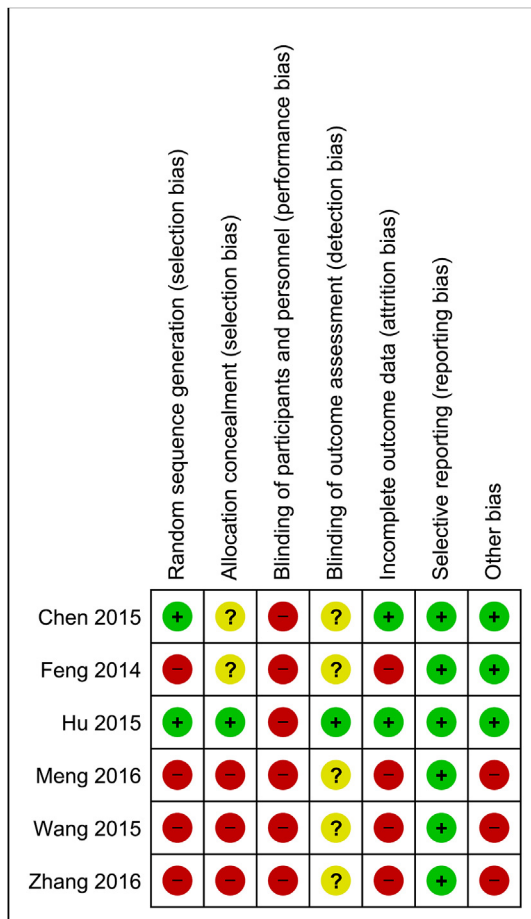 Random sequence generation (selection bias)
Allocation concealment (selection bias)
Blinding of participants and personnel (performance bias)
Blinding of outcome assessment (detection bias)
Incomplete outcome data (attrition bias)
Selective reporting (reporting bias)
Other bias
Chen 2015 + ? − ? + + +
Feng 2014 − ? − ? − + +
Hu 2015 + + − + + + +
Meng 2016 − − − ? − + −
Wang 2015 − − − ? − + −
Zhang 2016 − − − ? − + −